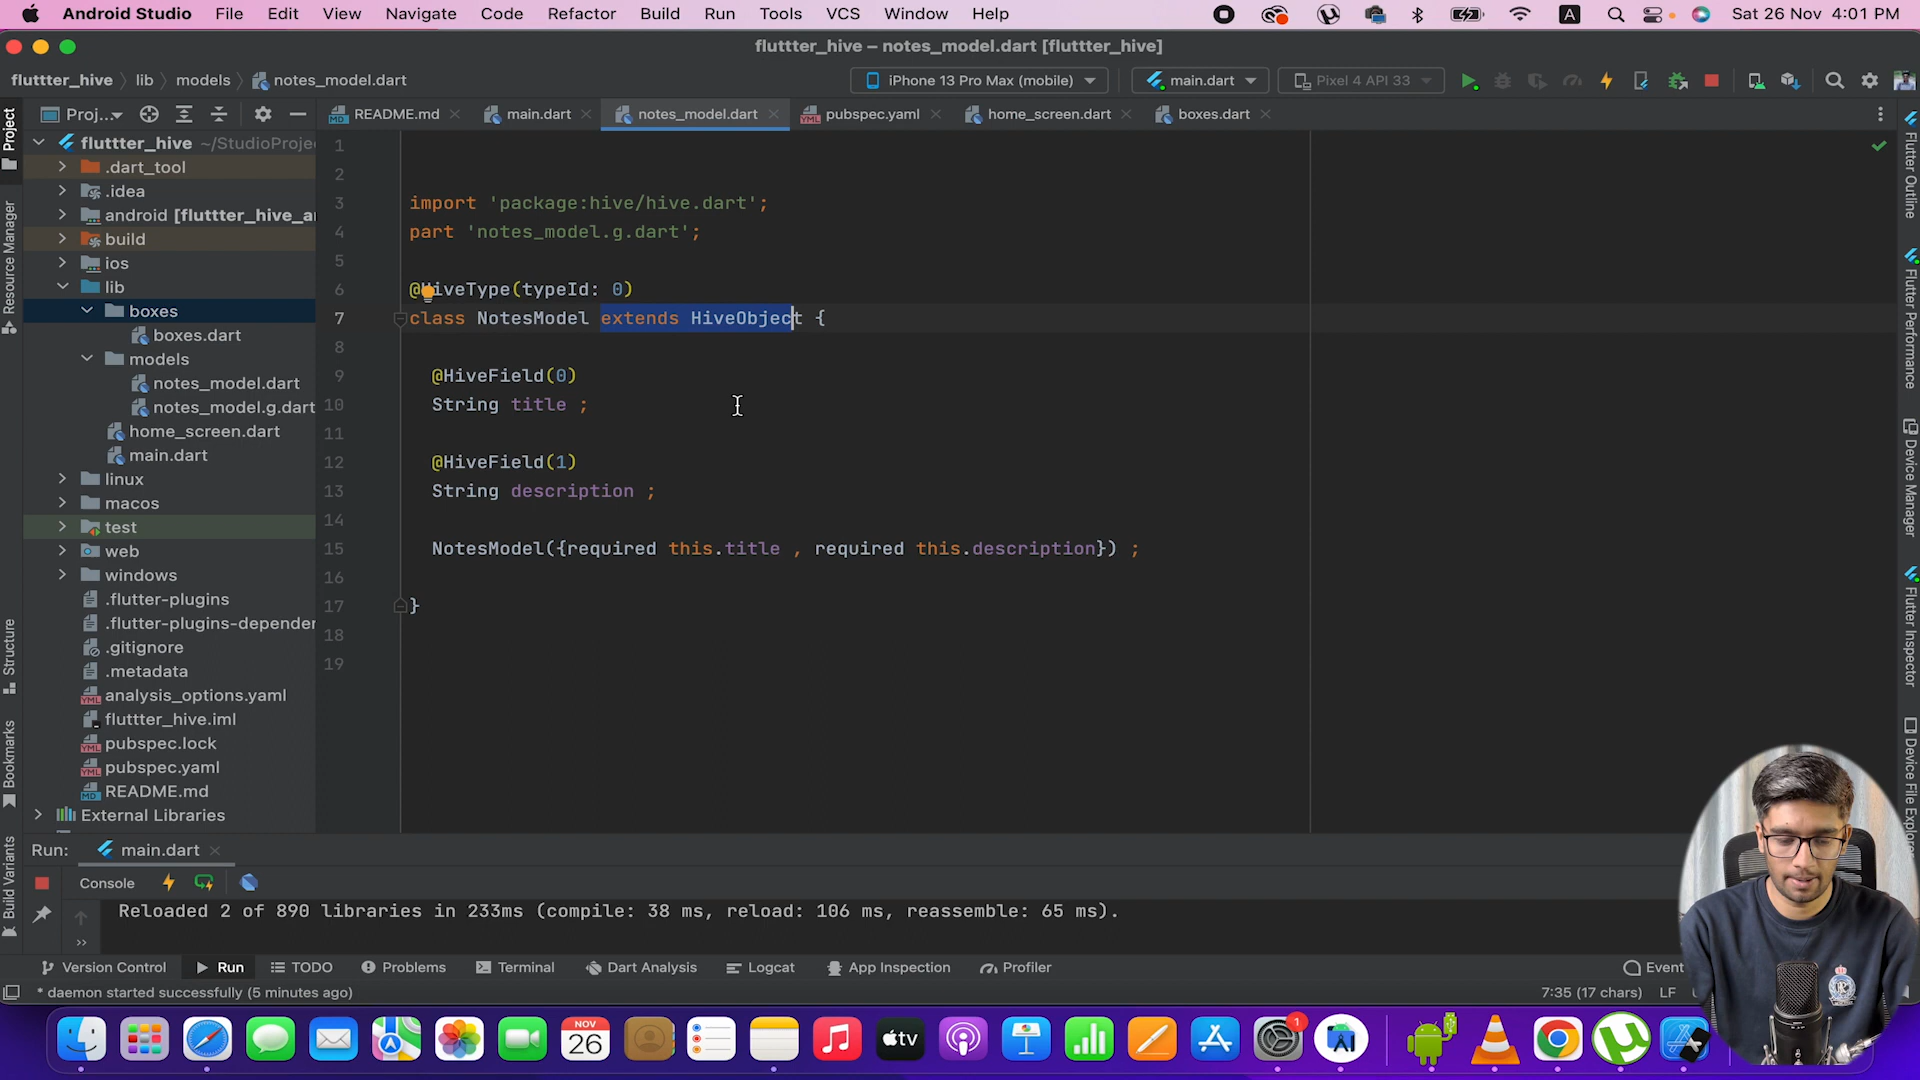 Android Studio File Edit View Navigate Code Refactor Build Run Tools VCS Window Help A Sat 26 Nov 4:01 PM
fluttter_hive – notes_model.dart [fluttter_hive]
fluttter_hive lib models notes_model.dart iPhone 13 Pro Max (mobile) main.dart Pixel 4 API 33
Proj... README.md main.dart notes_model.dart pubspec.yaml home_screen.dart boxes.dart
fluttter_hive ~/StudioProje
.dart_tool
.idea
android [fluttter_hive_a
build
ios
lib
boxes
boxes.dart
models
notes_model.dart
notes_model.g.dart
home_screen.dart
main.dart
linux
macos
test
web
windows
.flutter-plugins
.flutter-plugins-depender
.gitignore
.metadata
analysis_options.yaml
fluttter_hive.iml
pubspec.lock
pubspec.yaml
README.md
External Libraries
1
2
3 import 'package:hive/hive.dart';
4 part 'notes_model.g.dart';
5
6 @HiveType(typeId: 0)
7 class NotesModel extends HiveObject {
8
9 @HiveField(0)
10 String title ;
11
12 @HiveField(1)
13 String description ;
14
15 NotesModel({required this.title , required this.description}) ;
16
17 }
18
19
Project
Resource Manager
Structure
Bookmarks
Build Variants
Flutter Outline
Flutter Performance
Device Manager
Flutter Inspector
Device File Explorer
Run: main.dart
Console
Reloaded 2 of 890 libraries in 233ms (compile: 38 ms, reload: 106 ms, reassemble: 65 ms).
Version Control Run TODO Problems Terminal Dart Analysis Logcat App Inspection Profiler Event
* daemon started successfully (5 minutes ago) 7:35 (17 chars) LF
NOV
26
tv
1